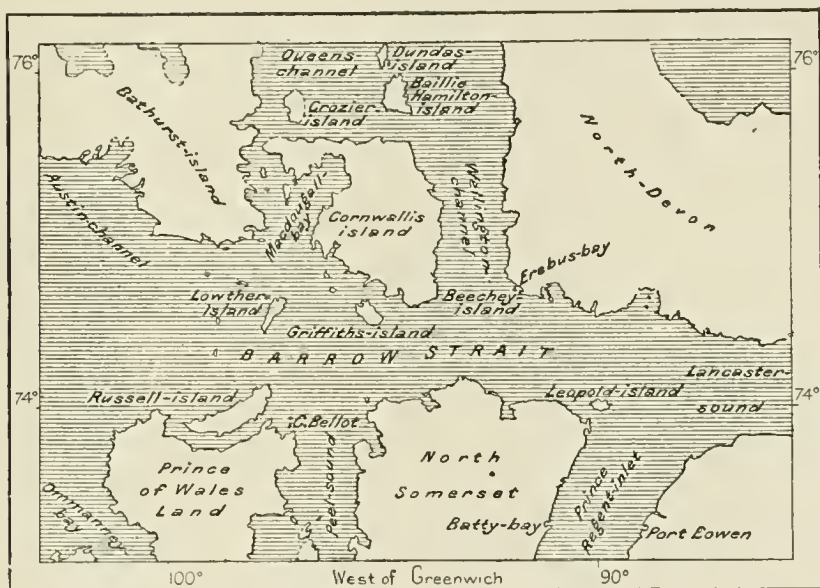 76°
Queens
channel
Dundas-
island
Baillie
Hamilton-
island
76°
Crozier-
island
Bathurst-island
North-Devon
Austin-channel
Macdougall-
bay
Cornwallis
island
Wellington-
channel
Erebus-bay
Lowther-
island
Beechey-
island
Griffiths-island
BARROW STRAIT
Lancaster-
sound
74°
Russell-island
Leopold-island
74°
C. Bellot
Prince
of Wales
Land
Peel-sound
North
Somerset
Prince
Regent-inlet
Ommanney-
bay
Batty-bay
Port Eowen
100°
West of Greenwich
90°